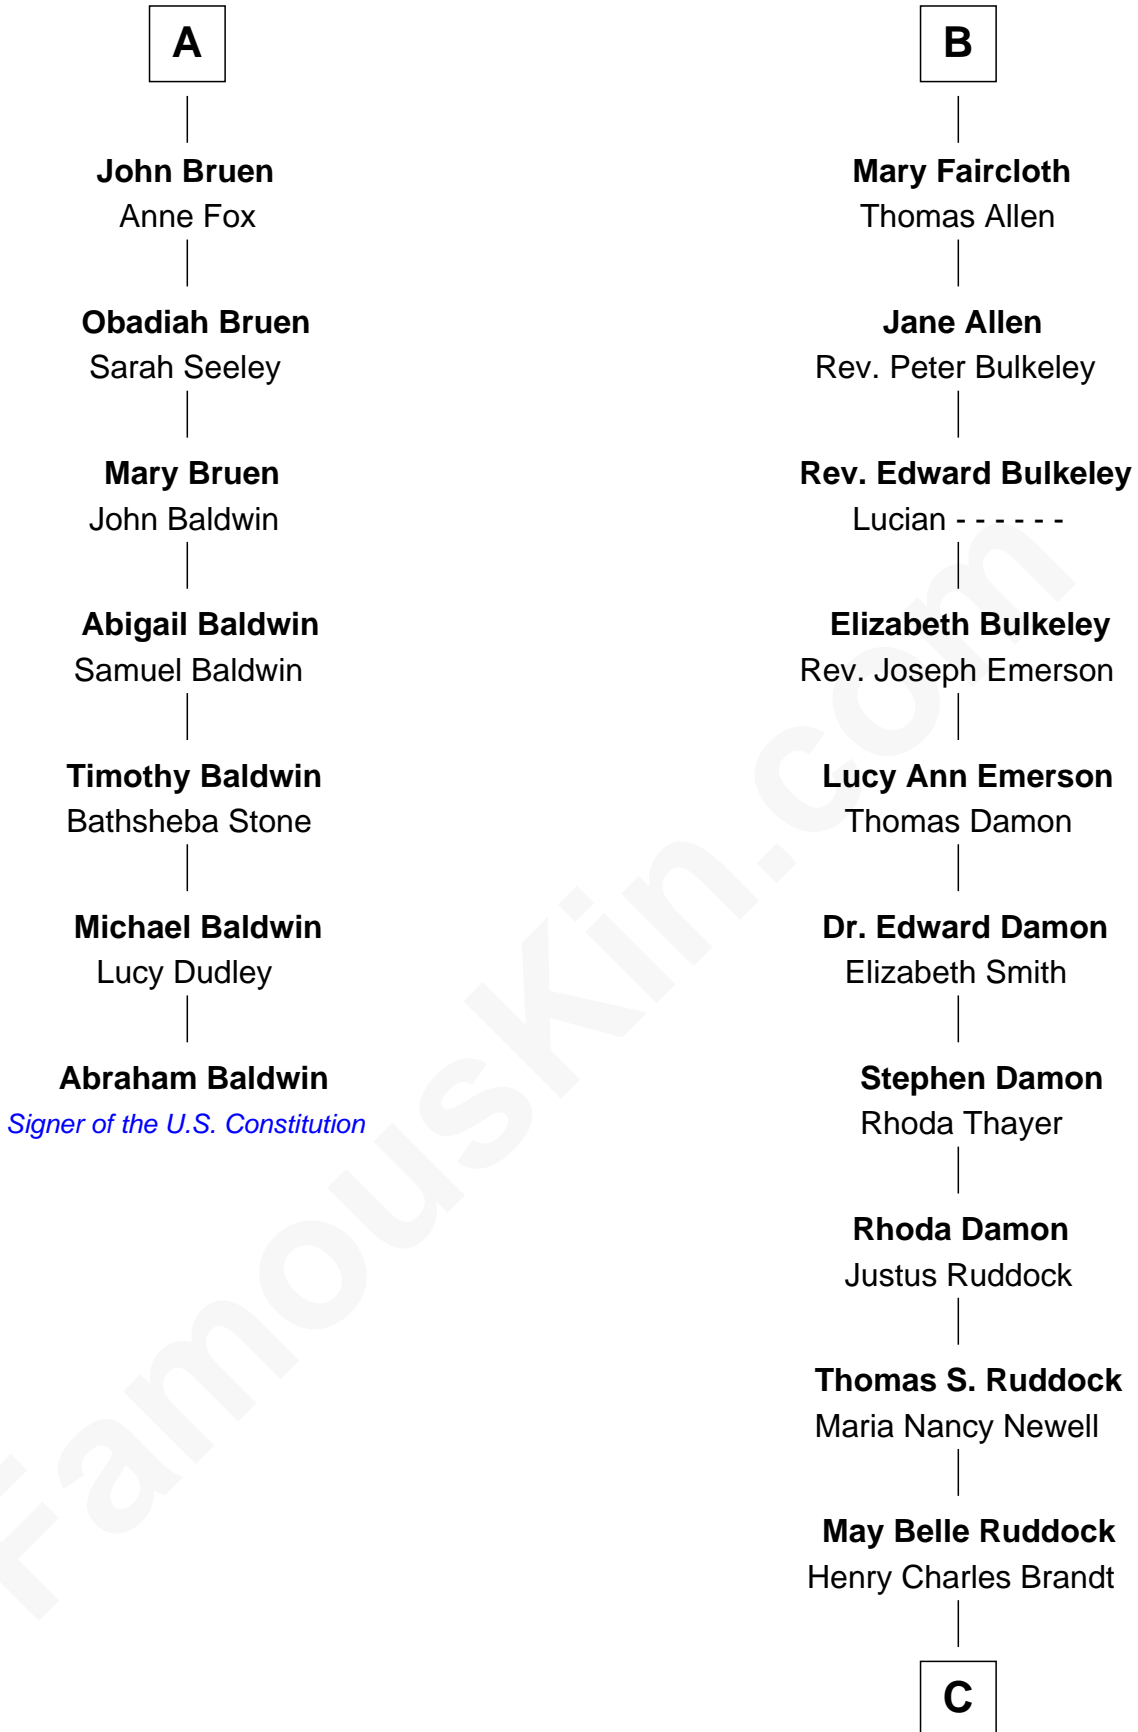 A
John Bruen
Anne Fox
Obadiah Bruen
Sarah Seeley
Mary Bruen
John Baldwin
Abigail Baldwin
Samuel Baldwin
Timothy Baldwin
Bathsheba Stone
Michael Baldwin
Lucy Dudley
Abraham Baldwin
Signer of the U.S. Constitution
B
Mary Faircloth
Thomas Allen
Jane Allen
Rev. Peter Bulkeley
Rev. Edward Bulkeley
Lucian - - - - - -
Elizabeth Bulkeley
Rev. Joseph Emerson
Lucy Ann Emerson
Thomas Damon
Dr. Edward Damon
Elizabeth Smith
Stephen Damon
Rhoda Thayer
Rhoda Damon
Justus Ruddock
Thomas S. Ruddock
Maria Nancy Newell
May Belle Ruddock
Henry Charles Brandt
C
FamousKin.com